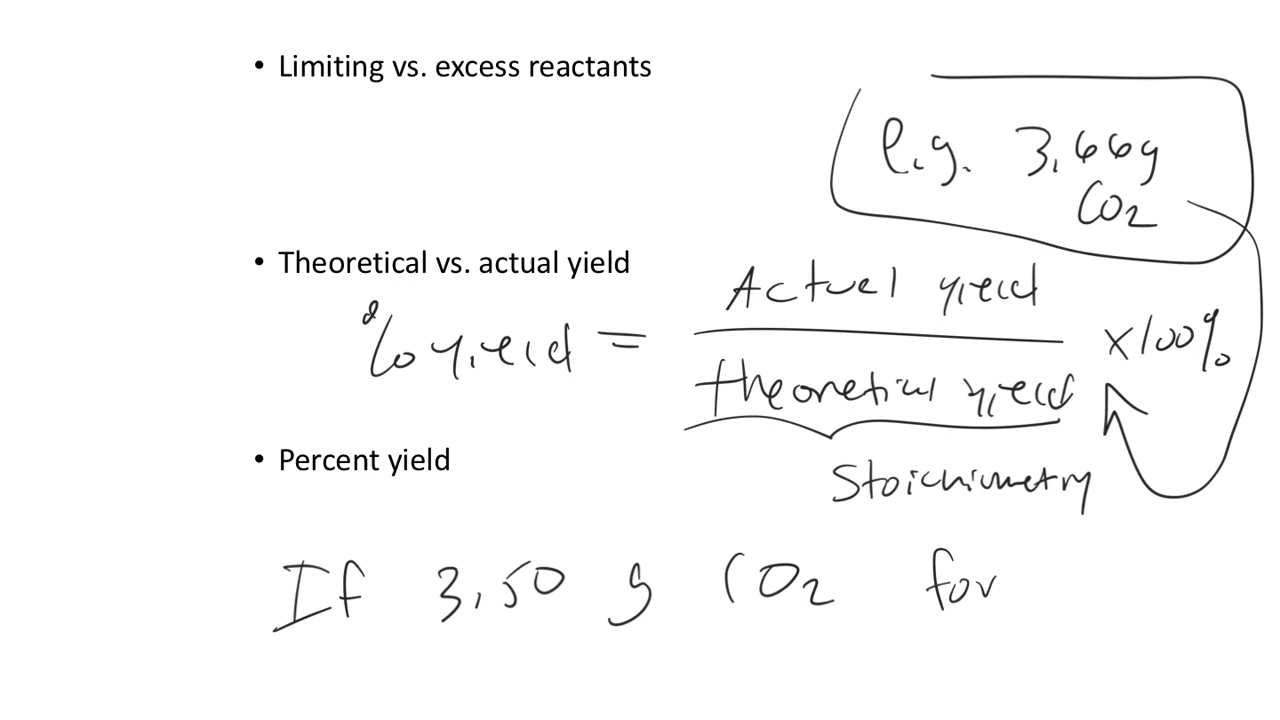 • Limiting vs. excess reactants
e.g. 3.66g
CO2
• Theoretical vs. actual yield
% yield = Actual yield / theoretical yield x100%
• Percent yield
Stoichiometry
If 3.50 g CO2 for